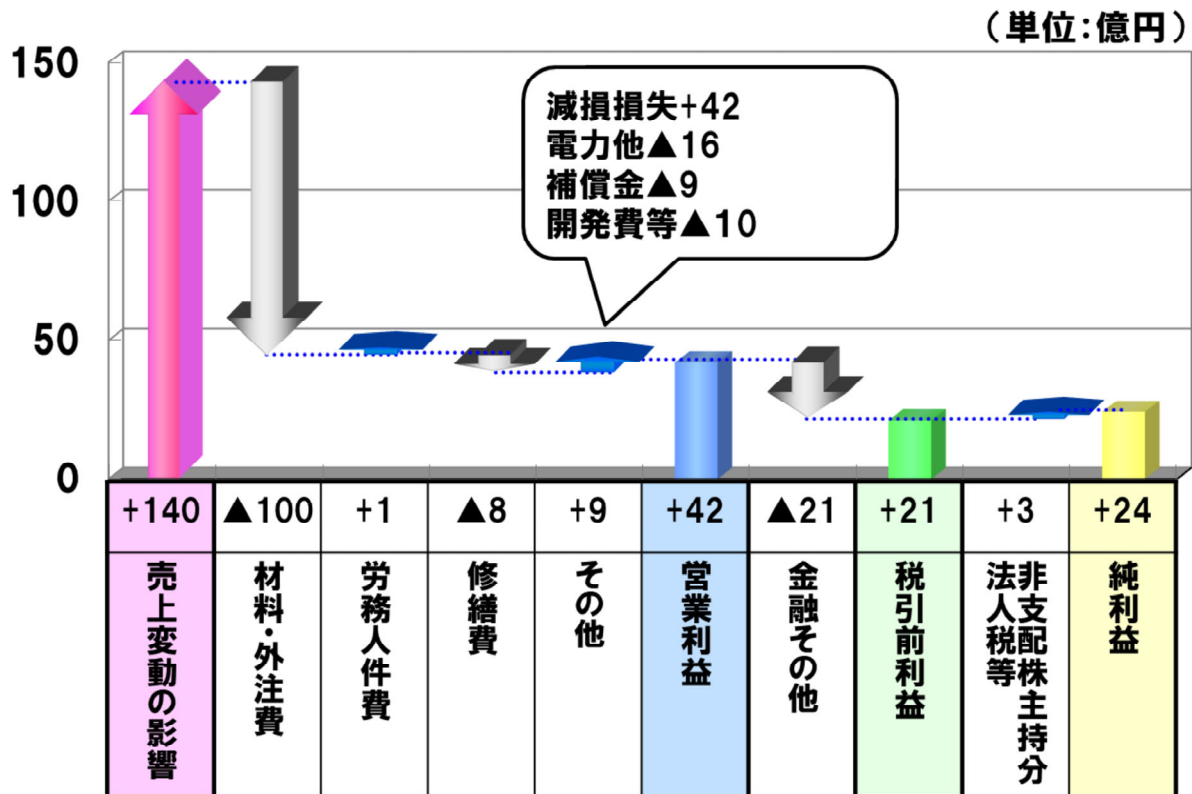 (単位:億円)
150
100
50
0
減損損失+42
電力他▲16
補償金▲9
開発費等▲10
+140
▲100
+1
▲8
+9
+42
▲21
+21
+3
+24
売上変動の影響
材料・外注費
労務人件費
修繕費
その他
営業利益
金融その他
税引前利益
非支配株主持分
法人税等
純利益